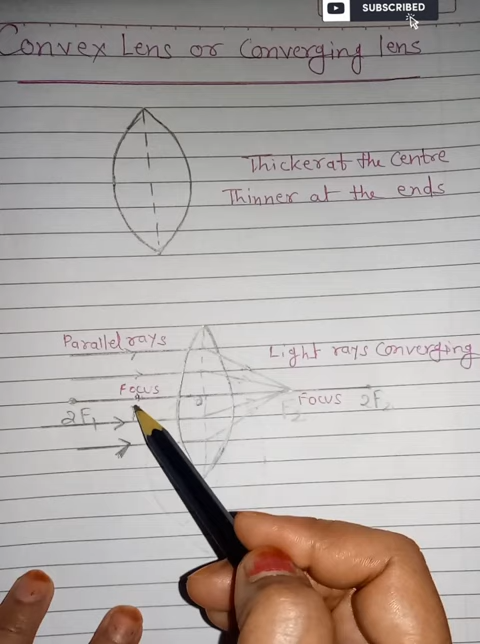 SUBSCRIBED
Convex Lens or Converging lens
Thicker at the Centre
Thinner at the ends
Parallel rays
Light rays Converging
Focus
Focus 2F₂
2F₁
F₂